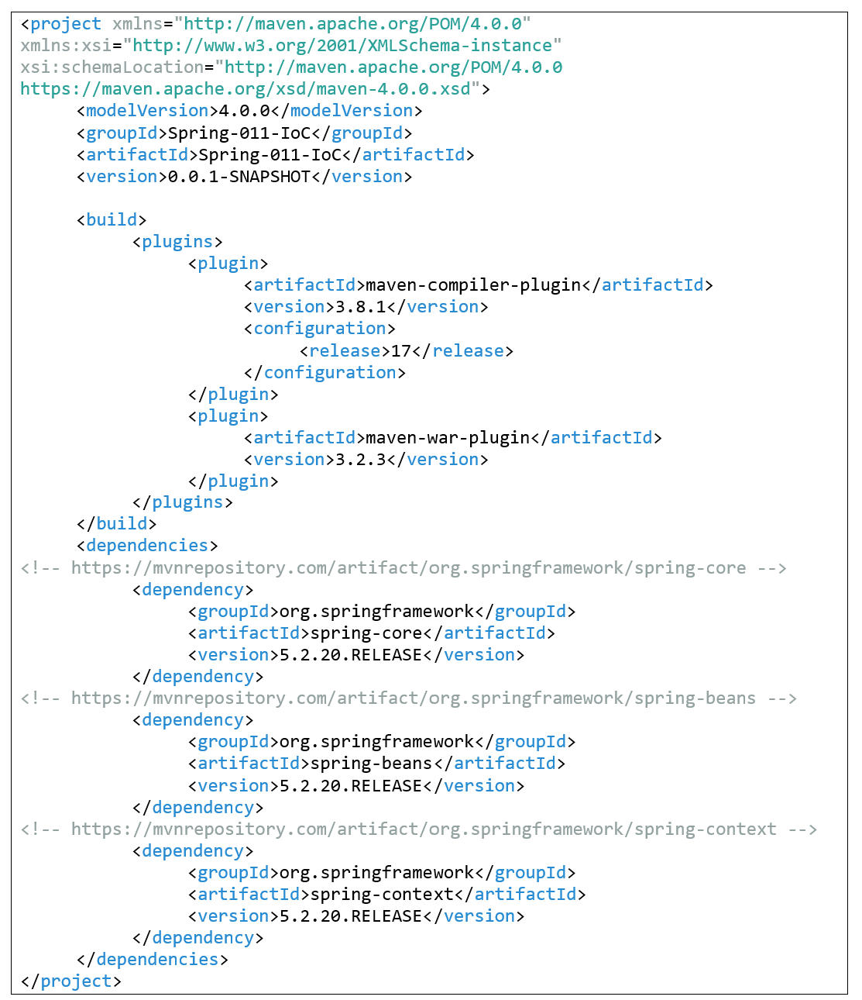 <project xmlns="http://maven.apache.org/POM/4.0.0"
xmlns:xsi="http://www.w3.org/2001/XMLSchema-instance"
xsi:schemaLocation="http://maven.apache.org/POM/4.0.0
https://maven.apache.org/xsd/maven-4.0.0.xsd">
<modelVersion>4.0.0</modelVersion>
<groupId>Spring-011-IoC</groupId>
<artifactId>Spring-011-IoC</artifactId>
<version>0.0.1-SNAPSHOT</version>
<build>
<plugins>
<plugin>
<artifactId>maven-compiler-plugin</artifactId>
<version>3.8.1</version>
<configuration>
<release>17</release>
</configuration>
</plugin>
<plugin>
<artifactId>maven-war-plugin</artifactId>
<version>3.2.3</version>
</plugin>
</plugins>
</build>
<dependencies>
<!-- https://mvnrepository.com/artifact/org.springframework/spring-core -->
<dependency>
<groupId>org.springframework</groupId>
<artifactId>spring-core</artifactId>
<version>5.2.20.RELEASE</version>
</dependency>
<!-- https://mvnrepository.com/artifact/org.springframework/spring-beans -->
<dependency>
<groupId>org.springframework</groupId>
<artifactId>spring-beans</artifactId>
<version>5.2.20.RELEASE</version>
</dependency>
<!-- https://mvnrepository.com/artifact/org.springframework/spring-context -->
<dependency>
<groupId>org.springframework</groupId>
<artifactId>spring-context</artifactId>
<version>5.2.20.RELEASE</version>
</dependency>
</dependencies>
</project>